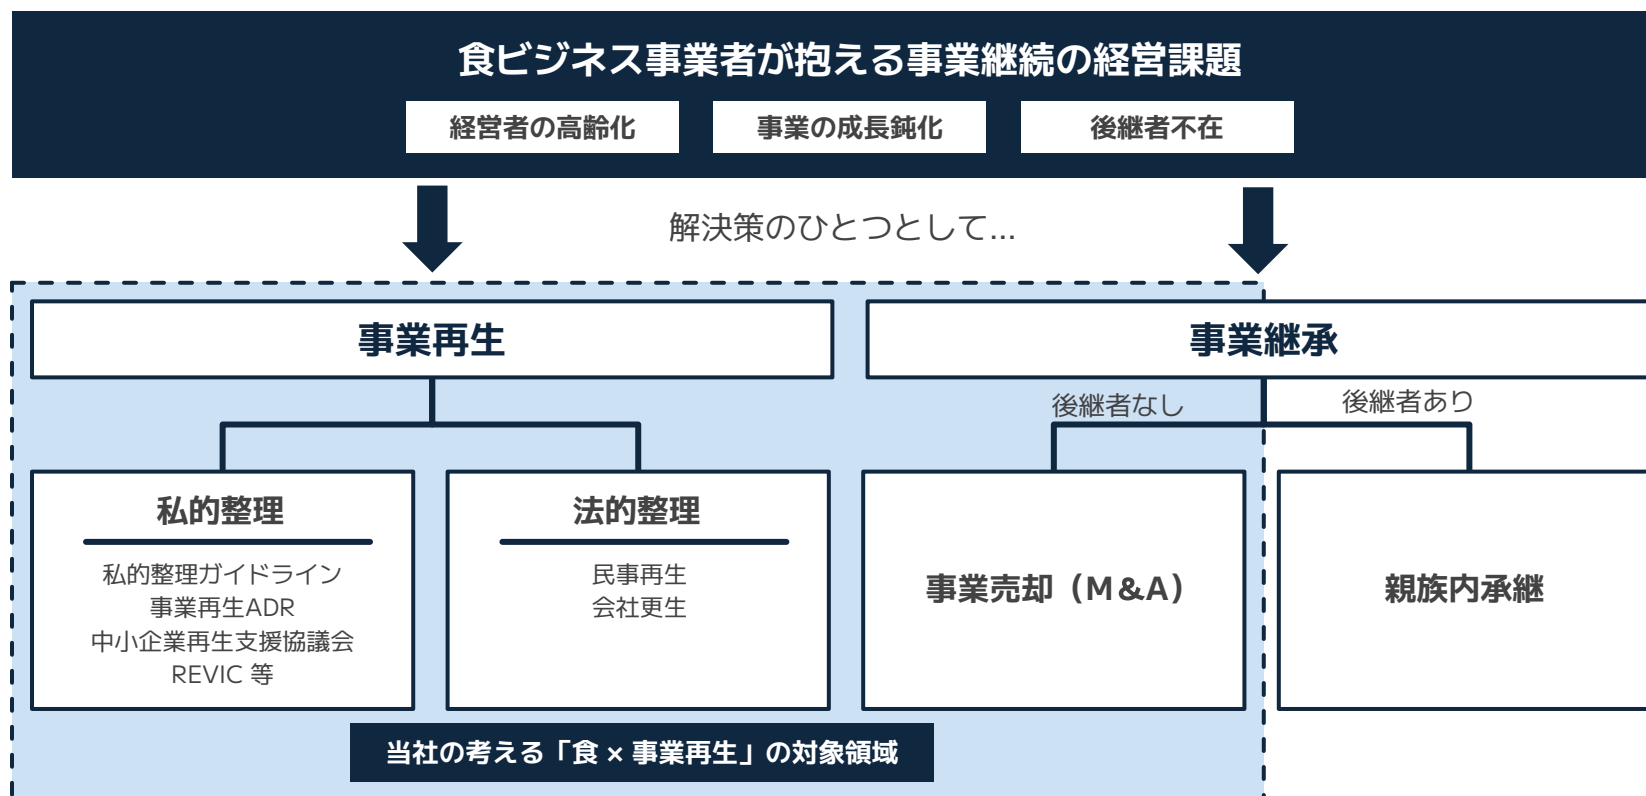 食ビジネス事業者が抱える事業継続の経営課題
経営者の高齢化
事業の成長鈍化
後継者不在
解決策のひとつとして...
事業再生
事業継承
後継者なし
後継者あり
私的整理
私的整理ガイドライン
事業再生ADR
中小企業再生支援協議会
REVIC 等
法的整理
民事再生
会社更生
事業売却（M&A）
親族内承継
当社の考える「食 × 事業再生」の対象領域